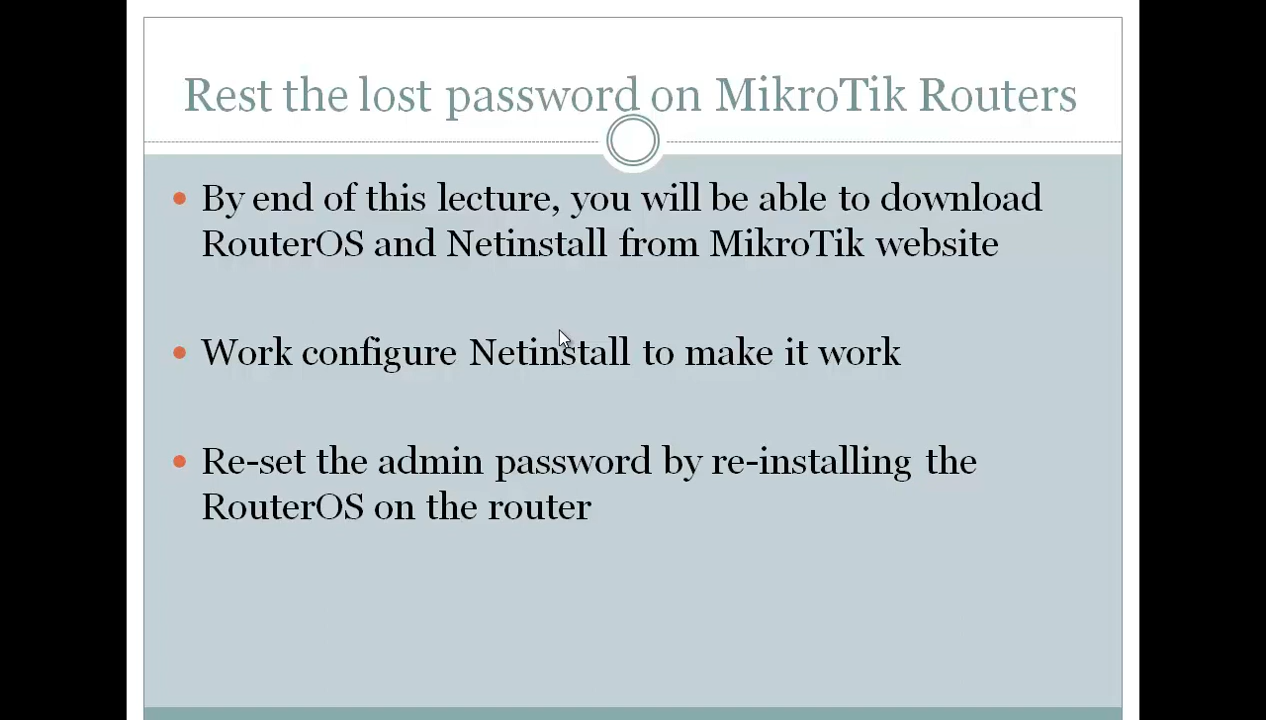 Rest the lost password on MikroTik Routers
• By end of this lecture, you will be able to download
RouterOS and Netinstall from MikroTik website
• Work configure Netinstall to make it work
• Re-set the admin password by re-installing the
RouterOS on the router